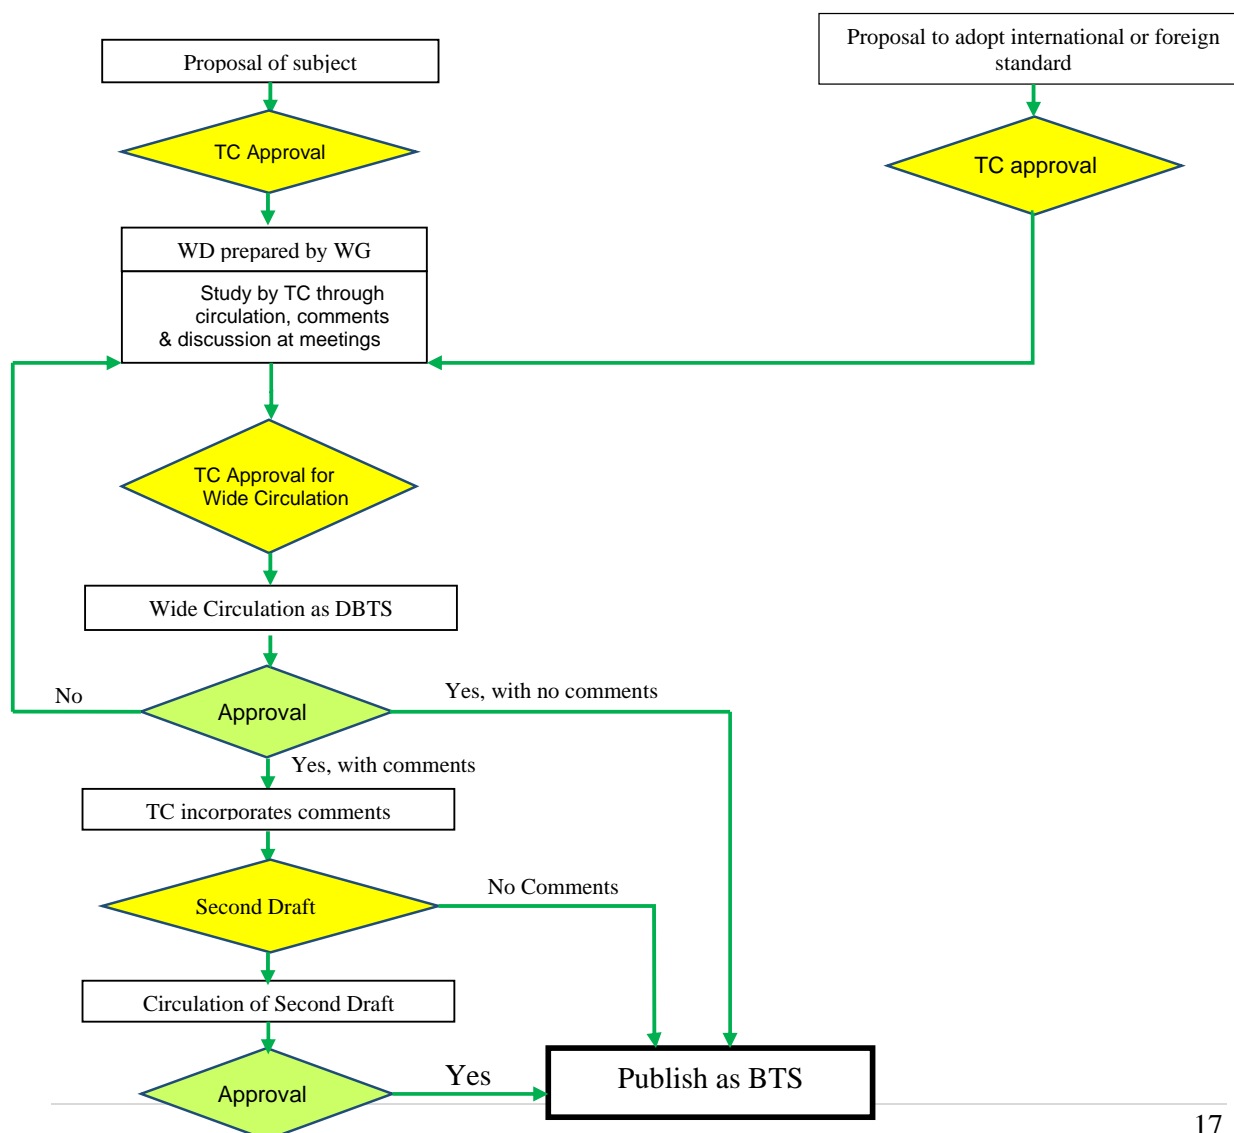 Proposal of subject
Proposal to adopt international or foreign
standard
TC Approval
TC approval
WD prepared by WG
Study by TC through
circulation, comments
& discussion at meetings
TC Approval for
Wide Circulation
Wide Circulation as DBTS
No
Approval
Yes, with no comments
Yes, with comments
TC incorporates comments
Second Draft
No Comments
Circulation of Second Draft
Approval
Yes
Publish as BTS
17